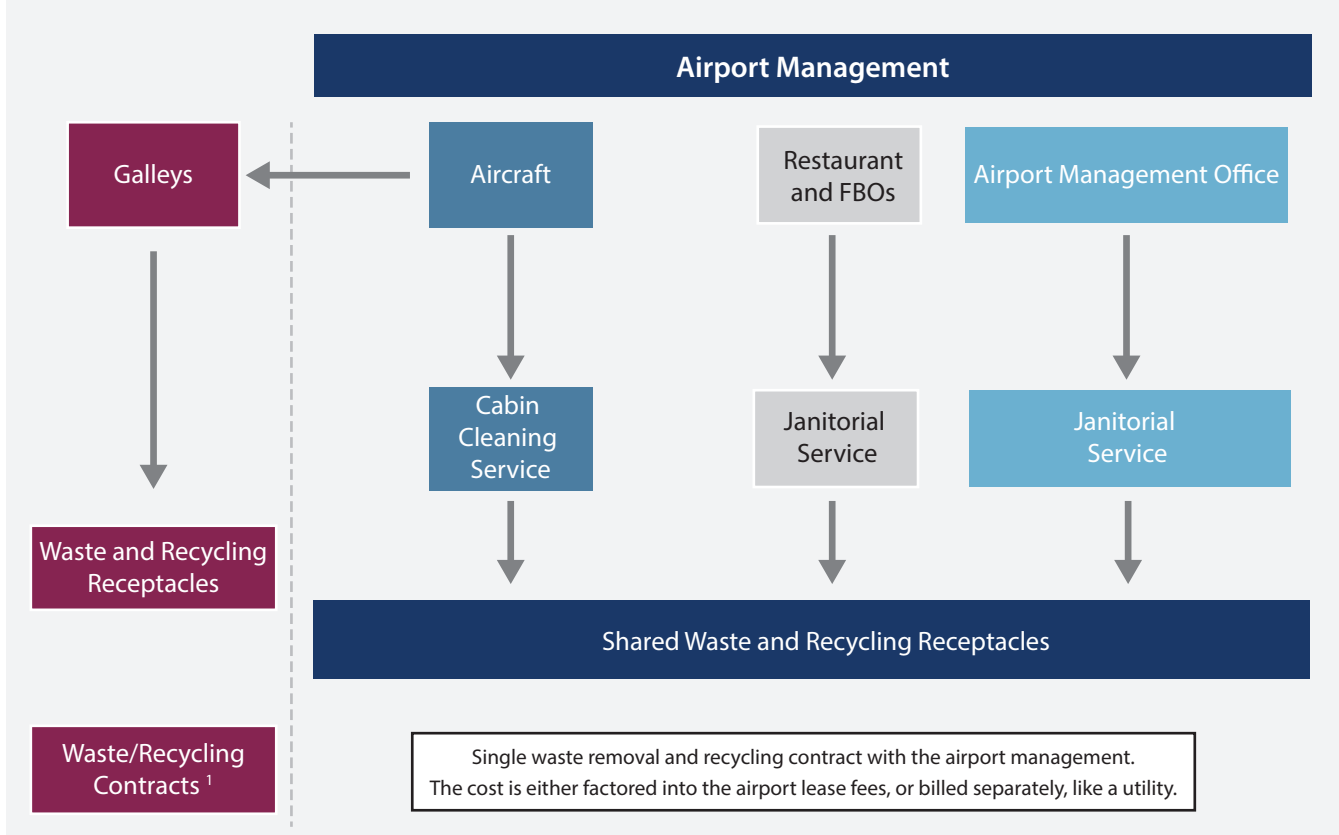 Airport Management
Galleys
Aircraft
Restaurant
and FBOs
Airport Management Office
Cabin
Cleaning
Service
Janitorial
Service
Janitorial
Service
Waste and Recycling
Receptacles
Shared Waste and Recycling Receptacles
Waste/Recycling
Contracts 1
Single waste removal and recycling contract with the airport management.
The cost is either factored into the airport lease fees, or billed separately, like a utility.